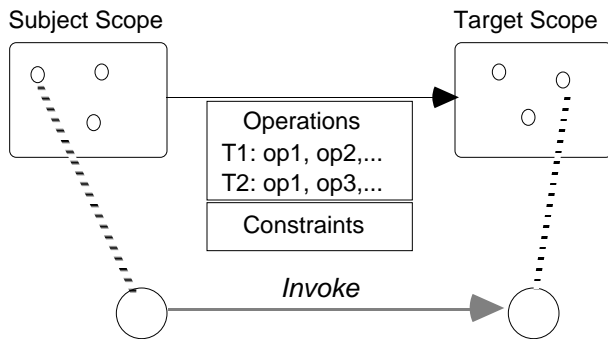 Subject Scope
Target Scope
Operations
T1: op1, op2,...
T2: op1, op3,...
Constraints
Invoke